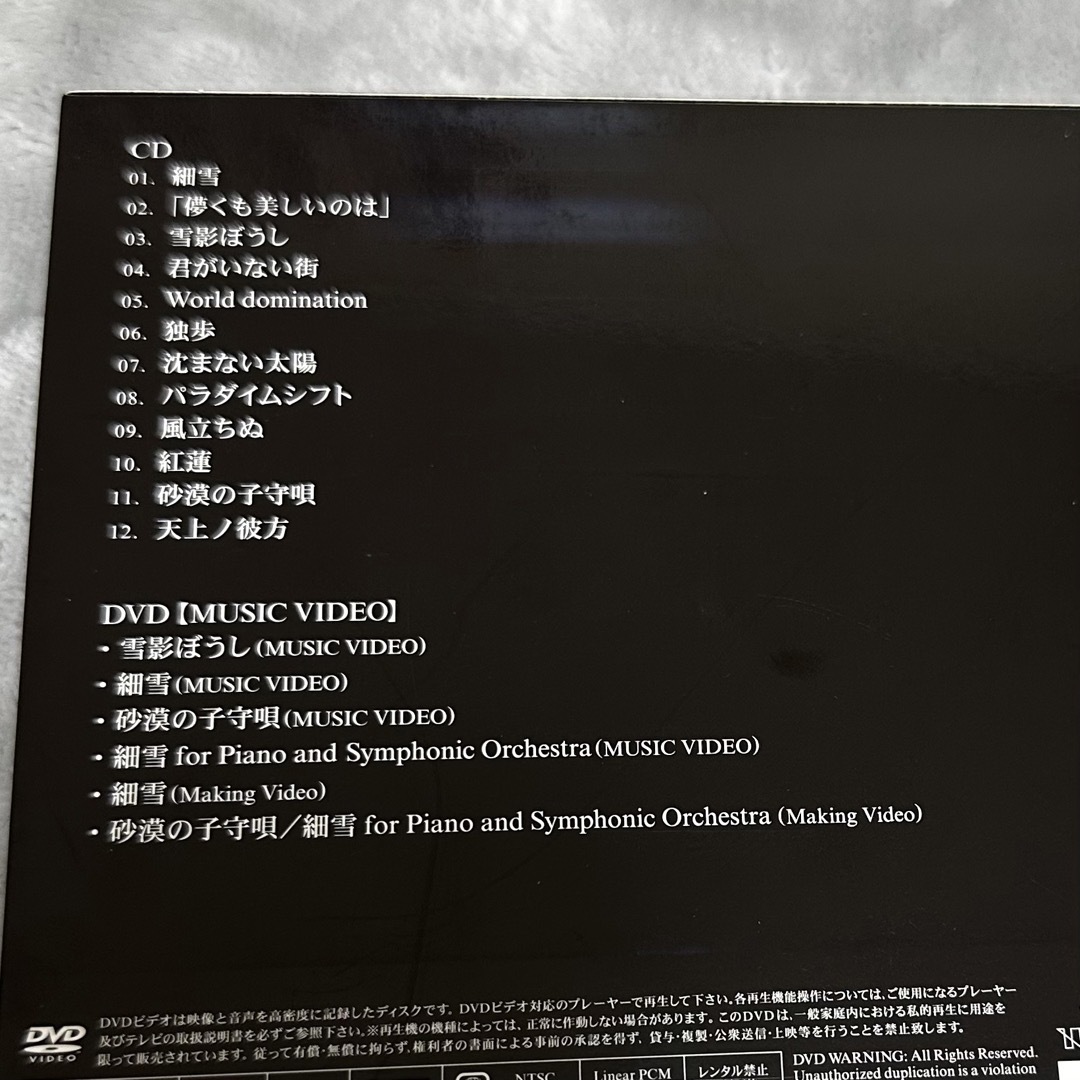 CD
01. 細雪
02. 「儚くも美しいのは」
03. 雪影ぼうし
04. 君がいない街
05. World domination
06. 独歩
07. 沈まない太陽
08. パラダイムシフト
09. 風立ちぬ
10. 紅蓮
11. 砂漠の子守唄
12. 天上ノ彼方
DVD【MUSIC VIDEO】
・雪影ぼうし(MUSIC VIDEO)
・細雪(MUSIC VIDEO)
・砂漠の子守唄(MUSIC VIDEO)
・細雪 for Piano and Symphonic Orchestra(MUSIC VIDEO)
・細雪(Making Video)
・砂漠の子守唄／細雪 for Piano and Symphonic Orchestra (Making Video)
DVD VIDEO
DVDビデオは映像と音声を高密度に記録したディスクです。DVDビデオ対応のプレーヤーで再生して下さい。各再生機能操作については、ご使用になるプレーヤー
及びテレビの取扱説明書を必ずご参照下さい。※再生機の機種によっては、正常に作動しない場合があります。このDVDは、一般家庭内における私的再生に用途を
限って販売されています。従って有償・無償に拘らず、権利者の書面による事前の承認を得ず、貸与・複製・公衆送信・上映等を行うことを禁止致します。
NTSC
Linear PCM
レンタル禁止
DVD WARNING: All Rights Reserved.
Unauthorized duplication is a violation